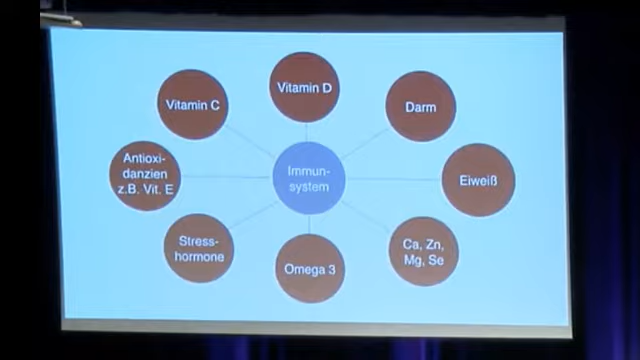 Vitamin D
Vitamin C
Darm
Antioxi-
danzien
z.B. Vit. E
Immun-
system
Eiweiß
Stress-
hormone
Ca, Zn,
Mg, Se
Omega 3